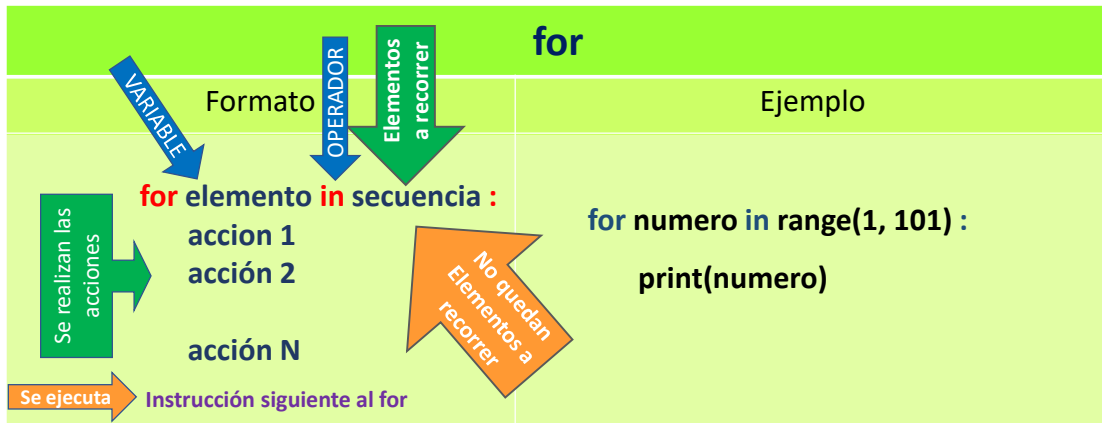 for
Formato
Ejemplo
VARIABLE
OPERADOR
Elementos
a recorrer
for elemento in secuencia :
accion 1
acción 2
acción N
Se realizan las
acciones
No quedan
Elementos a
recorrer
Se ejecuta
Instrucción siguiente al for
for numero in range(1, 101) :
print(numero)